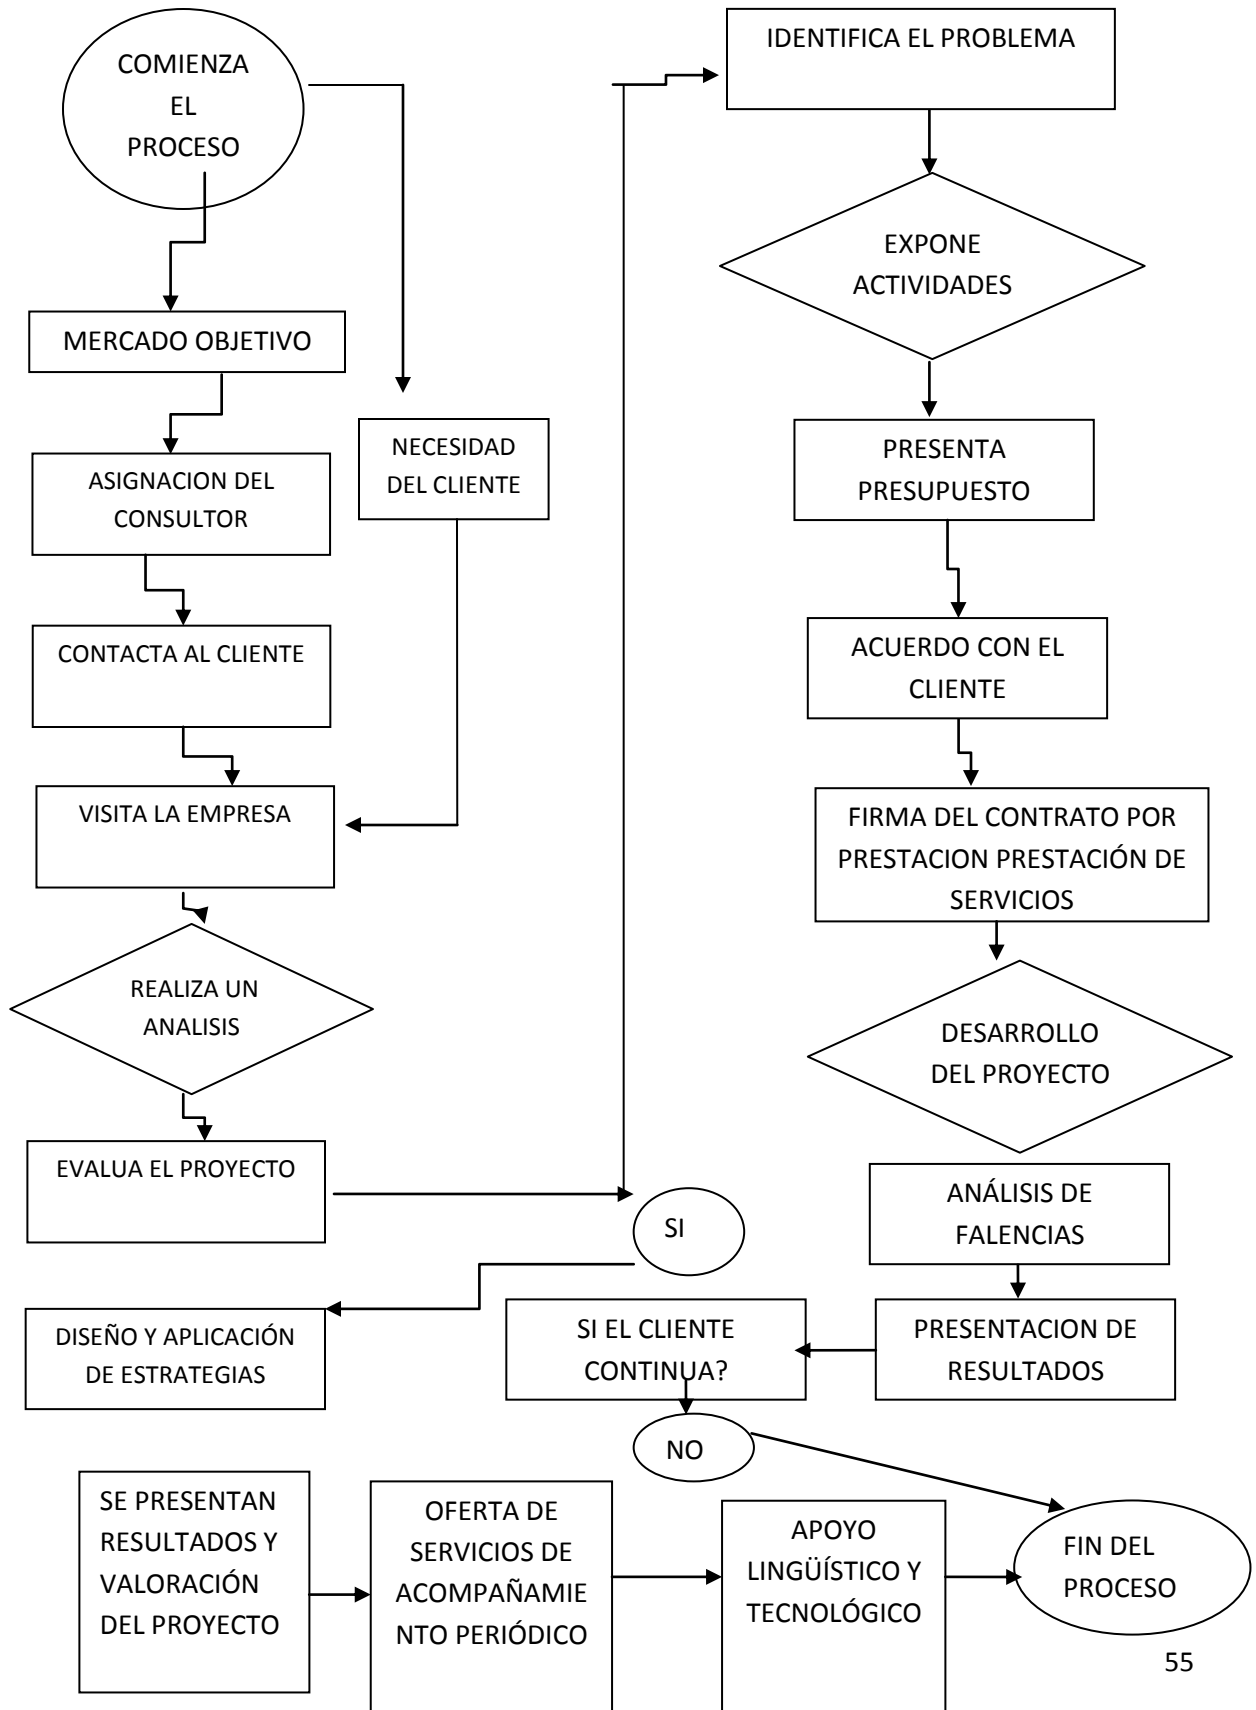 COMIENZA
EL
PROCESO
MERCADO OBJETIVO
ASIGNACION DEL
CONSULTOR
NECESIDAD
DEL CLIENTE
CONTACTA AL CLIENTE
VISITA LA EMPRESA
REALIZA UN
ANALISIS
EVALUA EL PROYECTO
IDENTIFICA EL PROBLEMA
EXPONE
ACTIVIDADES
PRESENTA
PRESUPUESTO
ACUERDO CON EL
CLIENTE
FIRMA DEL CONTRATO POR
PRESTACION PRESTACIÓN DE
SERVICIOS
DESARROLLO
DEL PROYECTO
ANÁLISIS DE
FALENCIAS
PRESENTACION DE
RESULTADOS
SI EL CLIENTE
CONTINUA?
SI
NO
DISEÑO Y APLICACIÓN
DE ESTRATEGIAS
SE PRESENTAN
RESULTADOS Y
VALORACIÓN
DEL PROYECTO
OFERTA DE
SERVICIOS DE
ACOMPAÑAMIE
NTO PERIÓDICO
APOYO
LINGÜÍSTICO Y
TECNOLÓGICO
FIN DEL
PROCESO
55